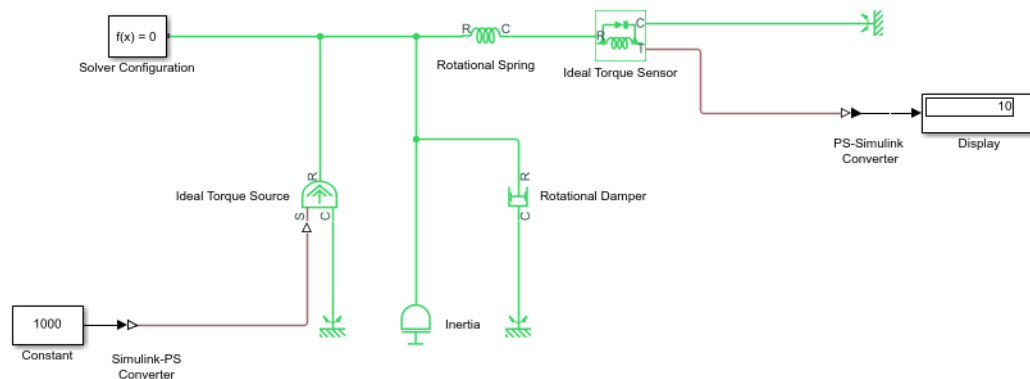 f(x) = 0
Solver Configuration
R
C
Rotational Spring
R
C
T
Ideal Torque Sensor
10
PS-Simulink
Converter
Display
Ideal Torque Source
R
S
C
R
C
Rotational Damper
1000
Constant
Simulink-PS
Converter
Inertia